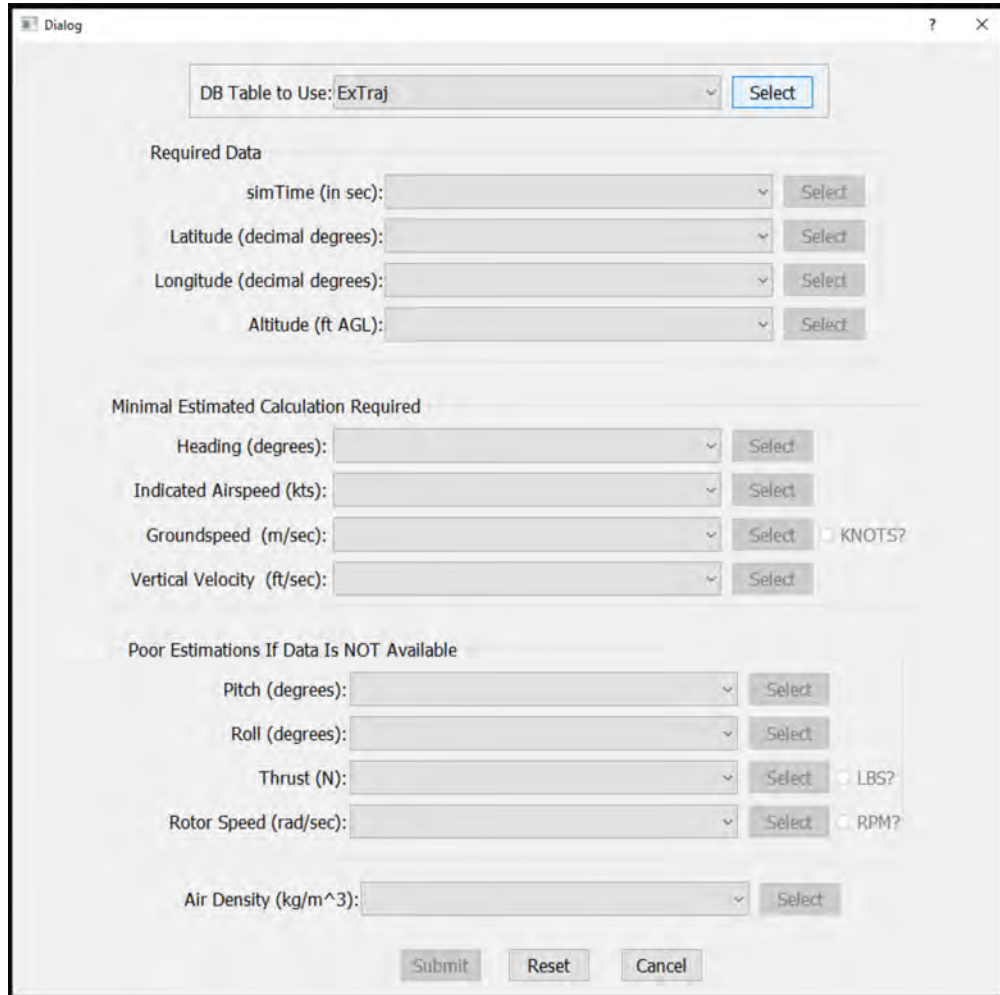 Dialog ?
DB Table to Use: ExTraj Select
Required Data
simTime (in sec): Select
Latitude (decimal degrees): Select
Longitude (decimal degrees): Select
Altitude (ft AGL): Select
Minimal Estimated Calculation Required
Heading (degrees): Select
Indicated Airspeed (kts): Select
Groundspeed (m/sec): Select KNOTS?
Vertical Velocity (ft/sec): Select
Poor Estimations If Data Is NOT Available
Pitch (degrees): Select
Roll (degrees): Select
Thrust (N): Select LBS?
Rotor Speed (rad/sec): Select RPM?
Air Density (kg/m^3): Select
Submit Reset Cancel